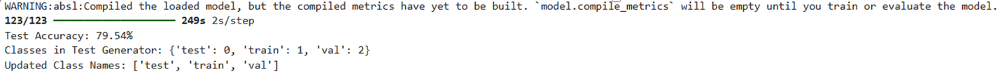 WARNING:absl:Compiled the loaded model, but the compiled metrics have yet to be built. `model.compile_metrics` will be empty until you train or evaluate the model.
123/123 ━━━━━━━━━━━━━━━━━━━━ 249s 2s/step
Test Accuracy: 79.54%
Classes in Test Generator: {'test': 0, 'train': 1, 'val': 2}
Updated Class Names: ['test', 'train', 'val']